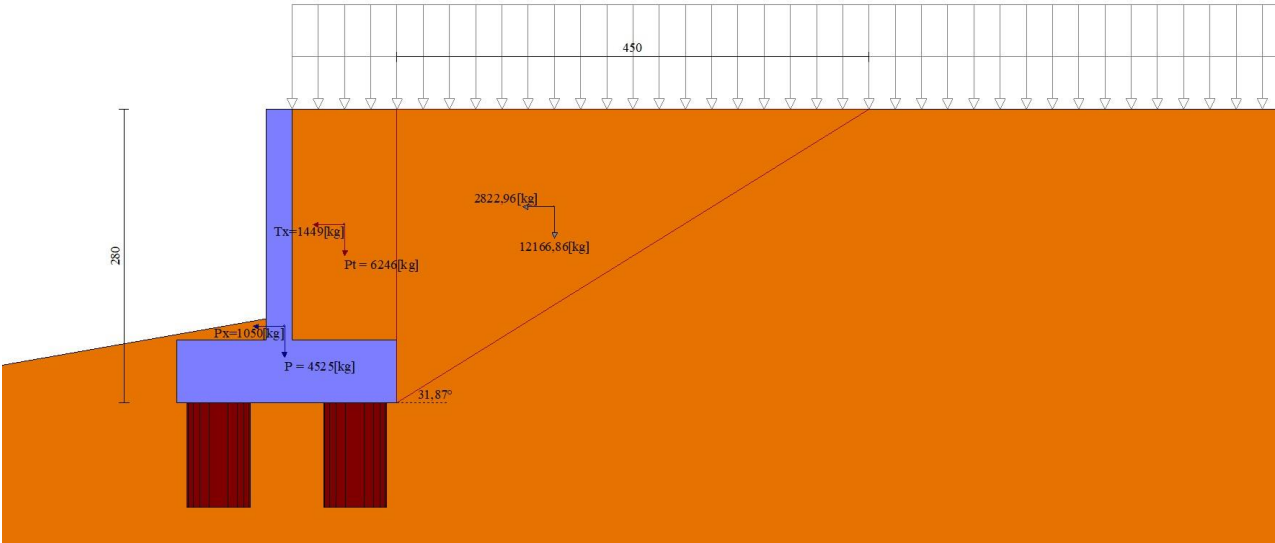 450
2822,96[kg]
Tx=1449[kg]
12166,86[kg]
280
Pt = 6246[kg]
Px=1050[kg]
P = 4525[kg]
31,87°